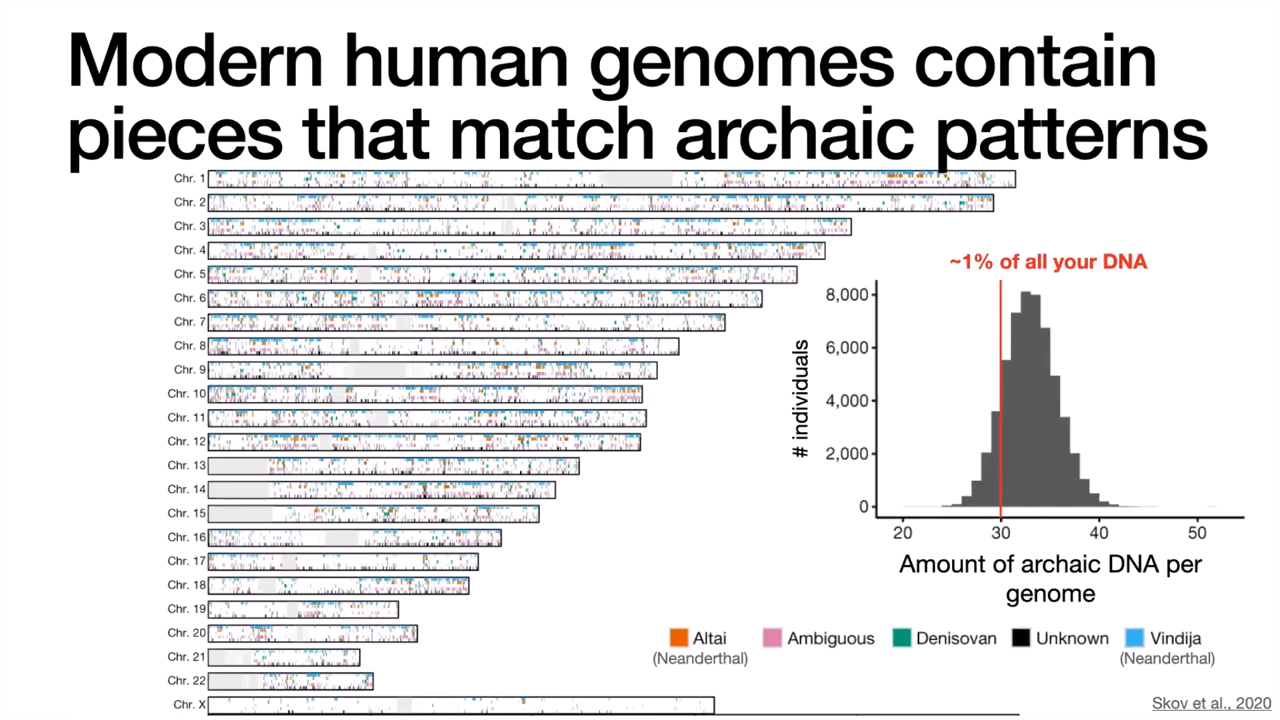 Modern human genomes contain
pieces that match archaic patterns
Chr. 1
Chr. 2
Chr. 3
Chr. 4
Chr. 5
Chr. 6
Chr. 7
Chr. 8
Chr. 9
Chr. 10
Chr. 11
Chr. 12
Chr. 13
Chr. 14
Chr. 15
Chr. 16
Chr. 17
Chr. 18
Chr. 19
Chr. 20
Chr. 21
Chr. 22
Chr. X
~1% of all your DNA
8,000
6,000
4,000
2,000
0
# individuals
20 30 40 50
Amount of archaic DNA per
genome
Altai Ambiguous Denisovan Unknown Vindija
(Neanderthal) (Neanderthal)
Skov et al., 2020